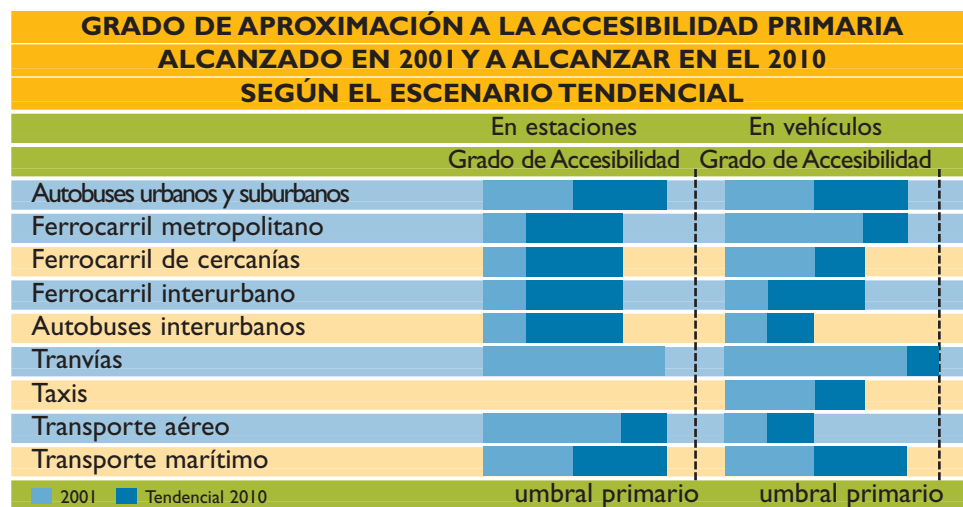 GRADO DE APROXIMACIÓN A LA ACCESIBILIDAD PRIMARIA
ALCANZADO EN 2001 Y A ALCANZAR EN EL 2010
SEGÚN EL ESCENARIO TENDENCIAL
En estaciones En vehículos
Grado de Accesibilidad Grado de Accesibilidad
Autobuses urbanos y suburbanos
Ferrocarril metropolitano
Ferrocarril de cercanías
Ferrocarril interurbano
Autobuses interurbanos
Tranvías
Taxis
Transporte aéreo
Transporte marítimo
2001 Tendencial 2010 umbral primario umbral primario